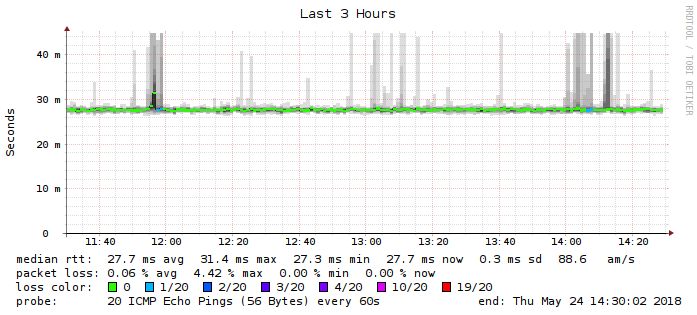 Last 3 Hours
RRDTOOL / TOBI OETIKER
Seconds
40 m
30 m
20 m
10 m
0
11:40 12:00 12:20 12:40 13:00 13:20 13:40 14:00 14:20
median rtt: 27.7 ms avg 31.4 ms max 27.3 ms min 27.7 ms now 0.3 ms sd 88.6 am/s
packet loss: 0.06 % avg 4.42 % max 0.00 % min 0.00 % now
loss color: 0 1/20 2/20 3/20 4/20 10/20 19/20
probe: 20 ICMP Echo Pings (56 Bytes) every 60s end: Thu May 24 14:30:02 2018